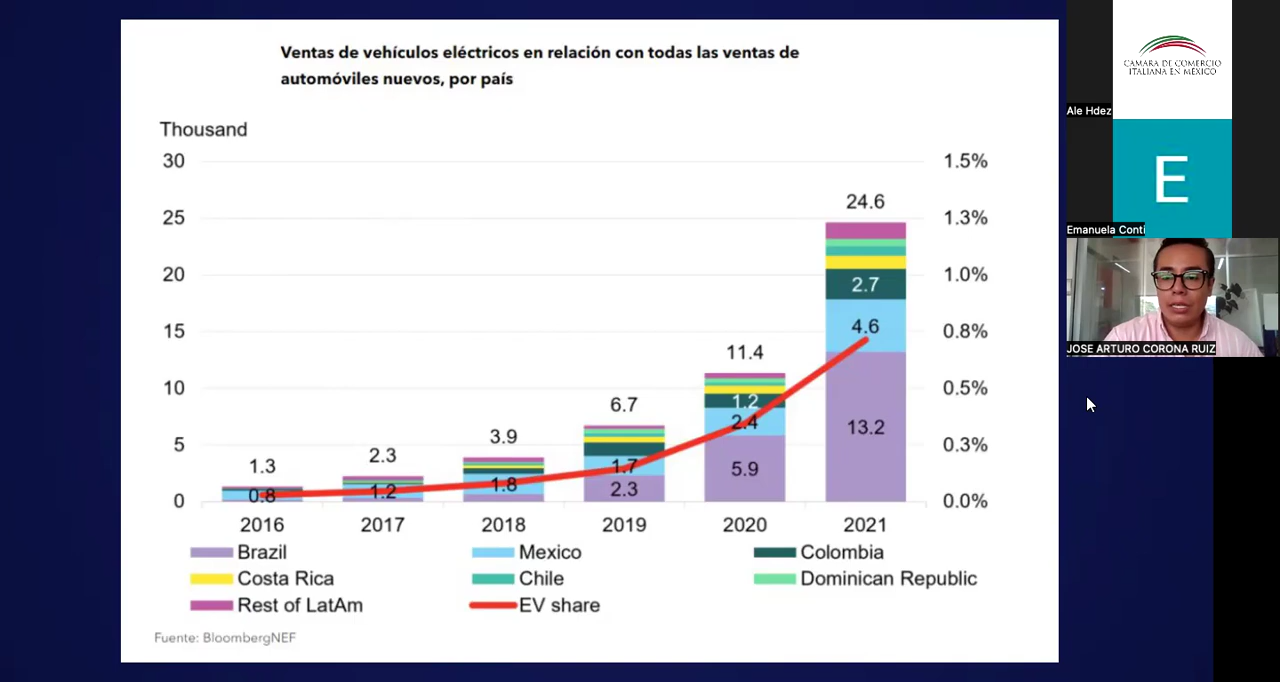 Ventas de vehículos eléctricos en relación con todas las ventas de
automóviles nuevos, por país
Thousand
30
25
20
15
10
5
0
1.5%
1.3%
1.0%
0.8%
0.5%
0.3%
0.0%
1.3
0.8
2.3
1.2
3.9
1.8
6.7
1.7
2.3
11.4
1.2
2.4
5.9
24.6
2.7
4.6
13.2
2016 2017 2018 2019 2020 2021
Brazil Mexico Colombia
Costa Rica Chile Dominican Republic
Rest of LatAm EV share
Fuente: BloombergNEF
CAMARA DE COMERCIO
ITALIANA EN MÉXICO
Ale Hdez
E
Emanuela Conti
JOSE ARTURO CORONA RUIZ